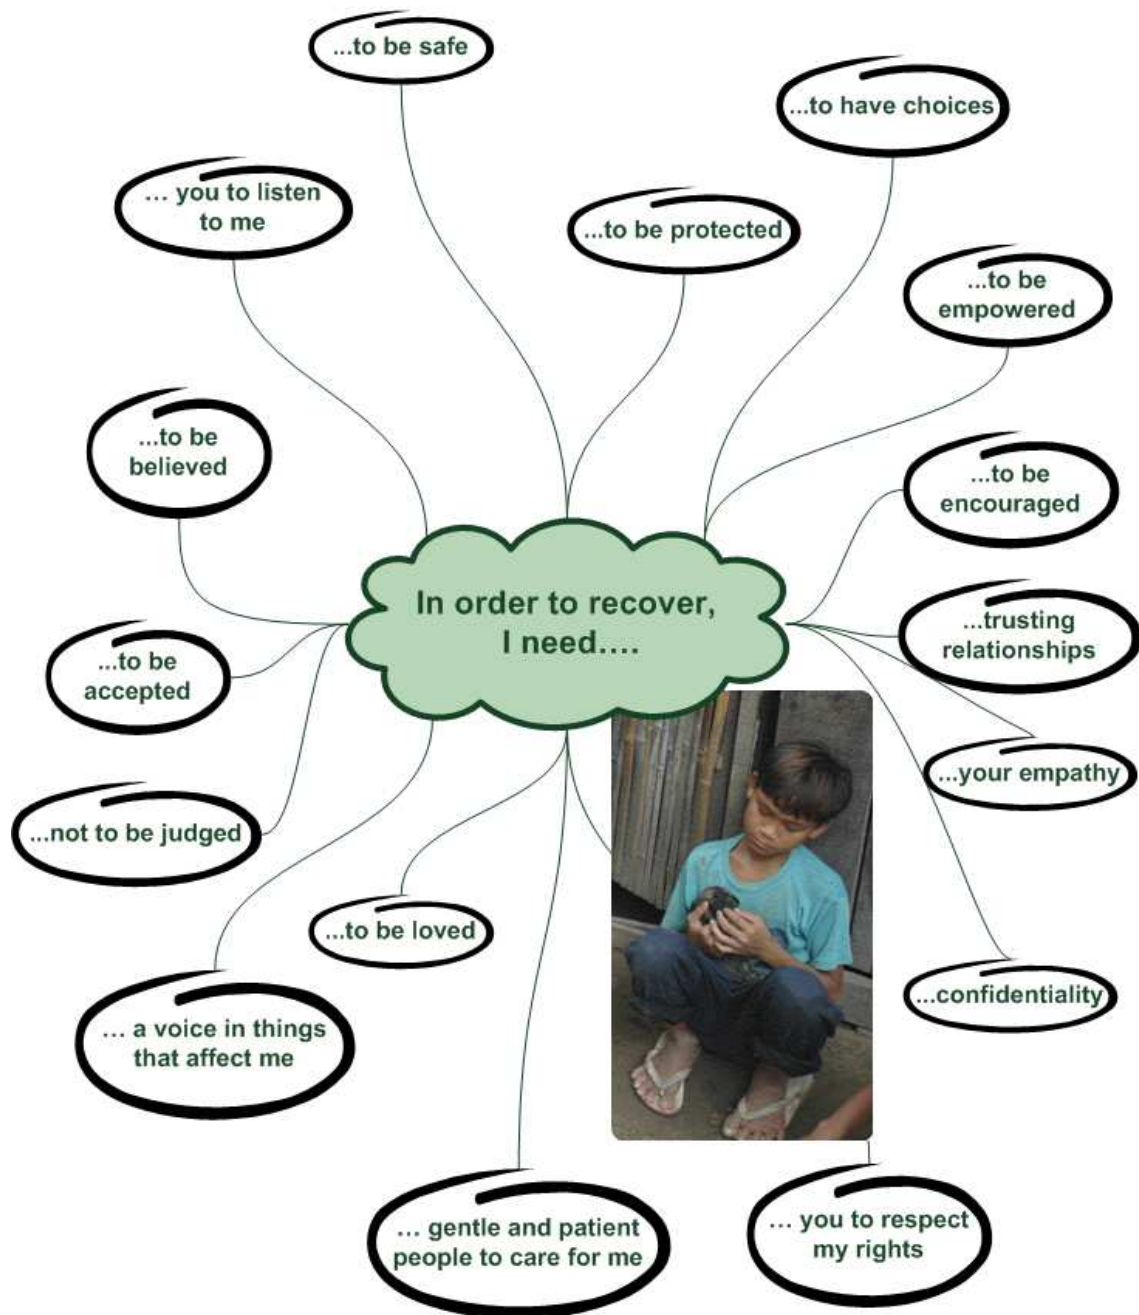 ...to be safe
...to have choices
... you to listen
to me
...to be protected
...to be
empowered
...to be
believed
...to be
encouraged
In order to recover,
I need....
...trusting
relationships
...to be
accepted
...your empathy
...not to be judged
...to be loved
...confidentiality
... a voice in things
that affect me
... gentle and patient
people to care for me
... you to respect
my rights